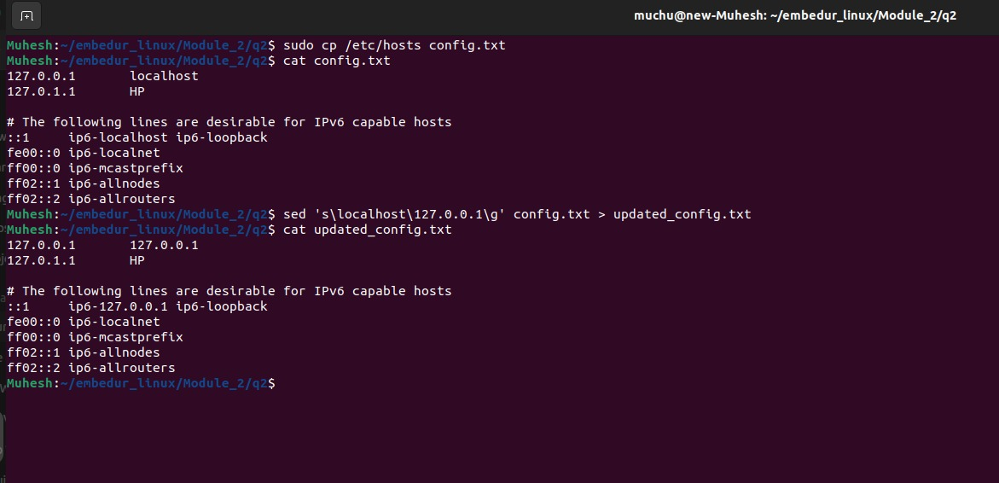 muchu@new-Muhesh: ~/embedur_linux/Module_2/q2
Muhesh:~/embedur_linux/Module_2/q2$ sudo cp /etc/hosts config.txt
Muhesh:~/embedur_linux/Module_2/q2$ cat config.txt
127.0.0.1       localhost
127.0.1.1       HP

# The following lines are desirable for IPv6 capable hosts
::1     ip6-localhost ip6-loopback
fe00::0 ip6-localnet
ff00::0 ip6-mcastprefix
ff02::1 ip6-allnodes
ff02::2 ip6-allrouters
Muhesh:~/embedur_linux/Module_2/q2$ sed 's\localhost\127.0.0.1\g' config.txt > updated_config.txt
Muhesh:~/embedur_linux/Module_2/q2$ cat updated_config.txt
127.0.0.1       127.0.0.1
127.0.1.1       HP

# The following lines are desirable for IPv6 capable hosts
::1     ip6-127.0.0.1 ip6-loopback
fe00::0 ip6-localnet
ff00::0 ip6-mcastprefix
ff02::1 ip6-allnodes
ff02::2 ip6-allrouters
Muhesh:~/embedur_linux/Module_2/q2$